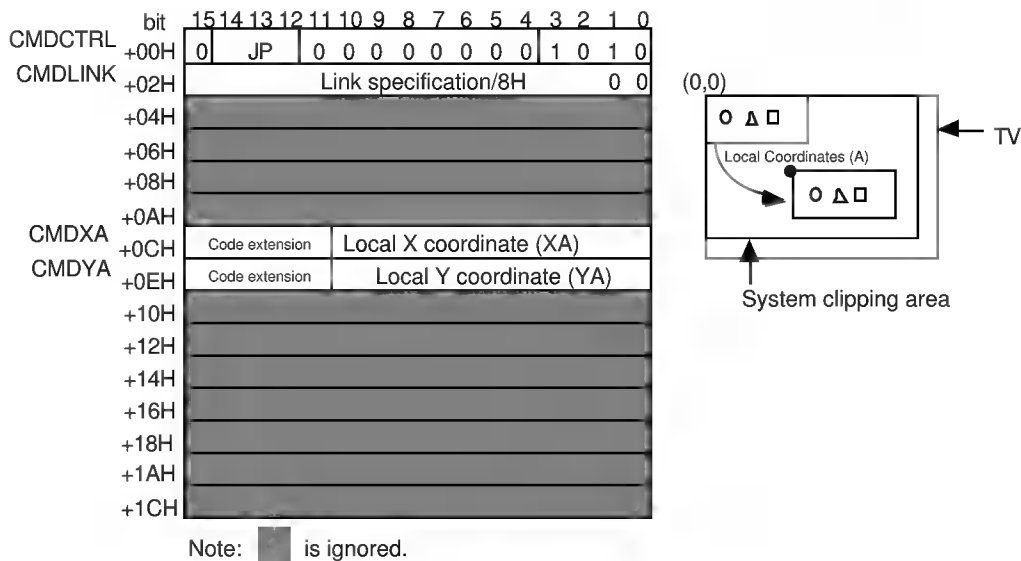 bit 15 14 13 12 11 10 9 8 7 6 5 4 3 2 1 0
CMDCTRL +00H 0 JP 0 0 0 0 0 0 0 0 1 0 1 0
CMDLINK +02H Link specification/8H 0 0
+04H
+06H
+08H
+0AH
CMDXA +0CH Code extension Local X coordinate (XA)
CMDYA +0EH Code extension Local Y coordinate (YA)
+10H
+12H
+14H
+16H
+18H
+1AH
+1CH
Note: is ignored.
(0,0)
TV
Local Coordinates (A)
System clipping area